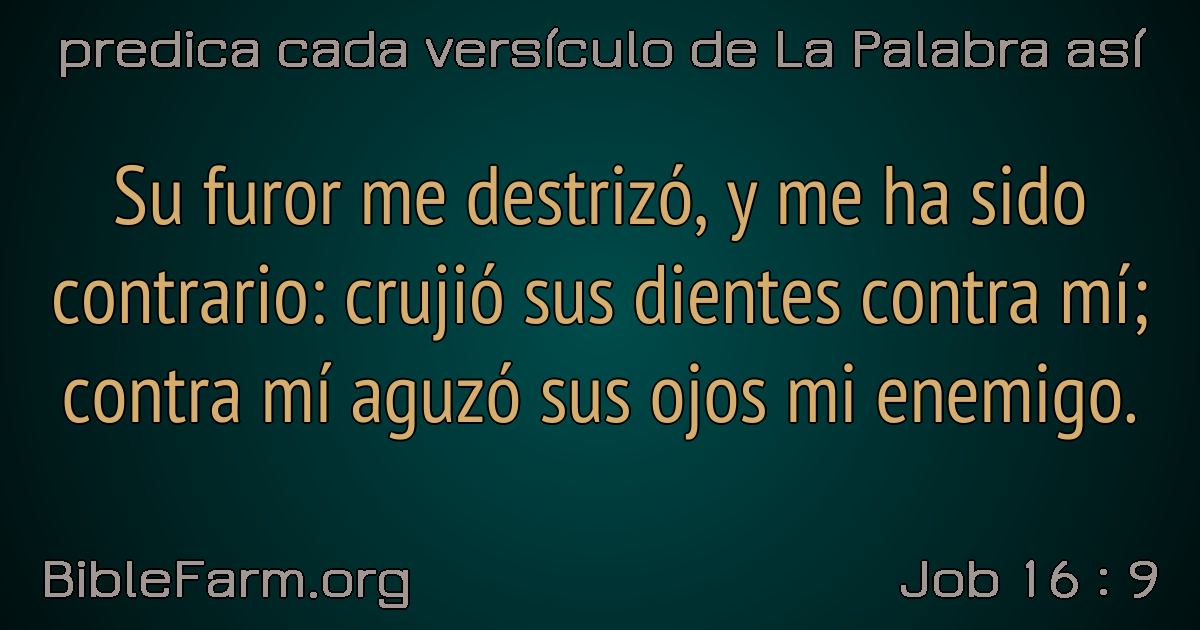 predica cada versículo de La Palabra así
Su furor me destrizó, y me ha sido
contrario: crujió sus dientes contra mí;
contra mí aguzó sus ojos mi enemigo.
BibleFarm.org
Job 16 : 9